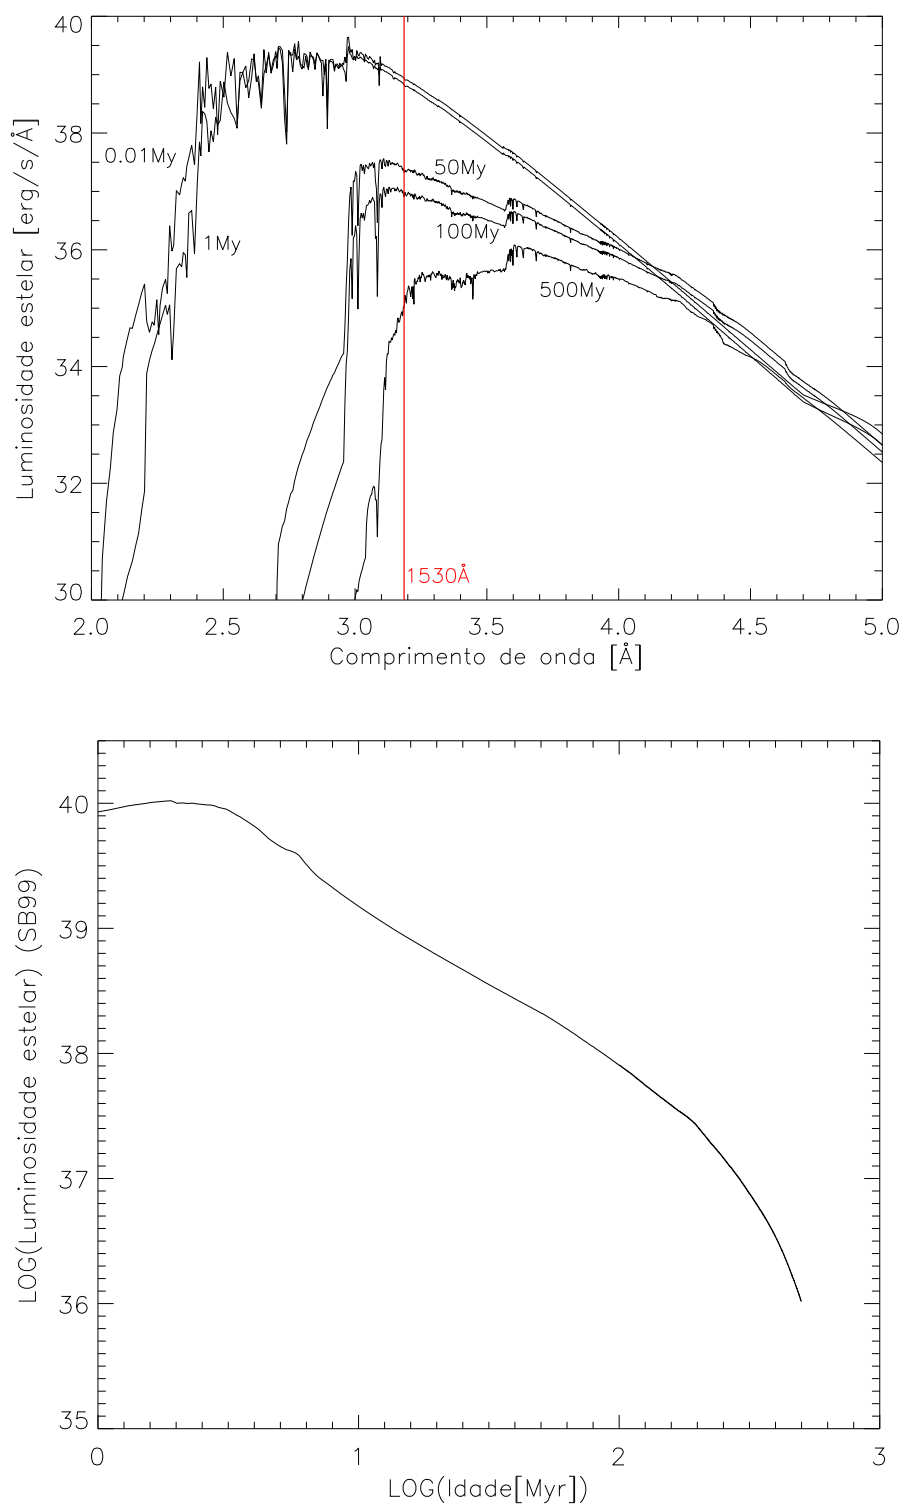 40
38
36
34
32
30
Luminosidade estelar [erg/s/Å]
0.01My
1My
50My
100My
500My
1530Å
2.0 2.5 3.0 3.5 4.0 4.5 5.0
Comprimento de onda [Å]
40
39
38
37
36
35
LOG(Luminosidade estelar) (SB99)
0 1 2 3
LOG(Idade[Myr])